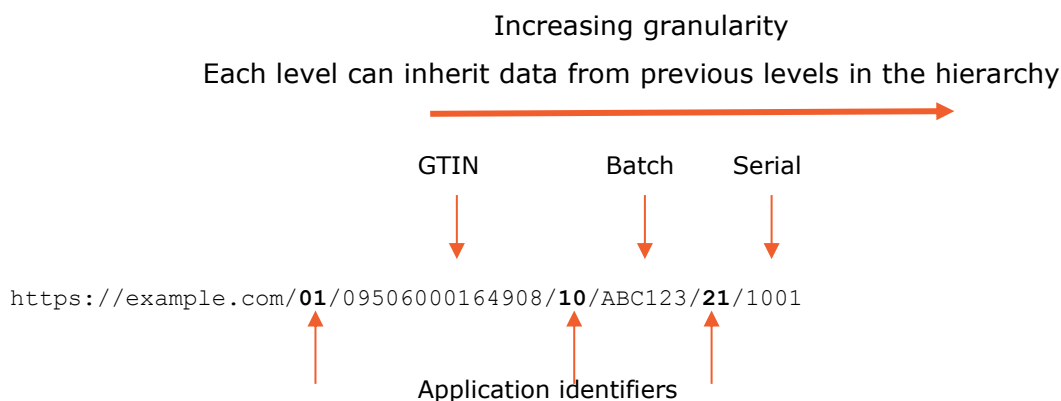 Increasing granularity
Each level can inherit data from previous levels in the hierarchy
GTIN Batch Serial
https://example.com/01/09506000164908/10/ABC123/21/1001
Application identifiers